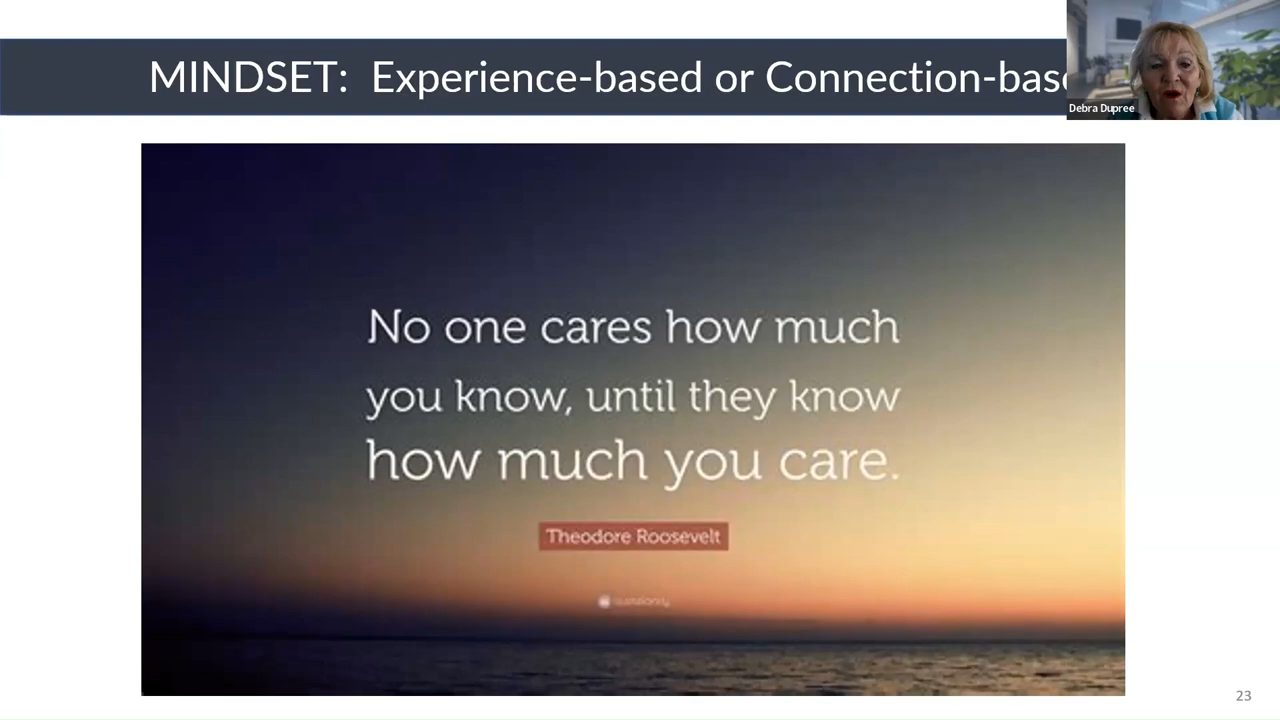 MINDSET: Experience-based or Connection-bas
Debra Dupree
No one cares how much
you know, until they know
how much you care.
Theodore Roosevelt
23